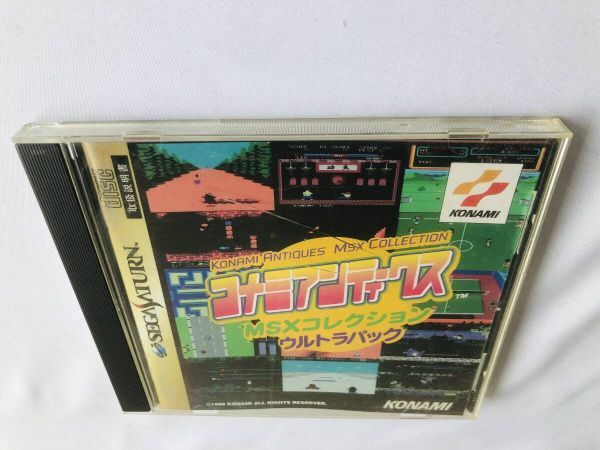 DISC
取扱説明書
SEGA SATURN
KONAMI
KONAMI ANTIQUES MSX COLLECTION
コナミアンティークス
MSXコレクション
ウルトラパック
TM
©1998 KONAMI ALL RIGHTS RESERVED.
KONAMI